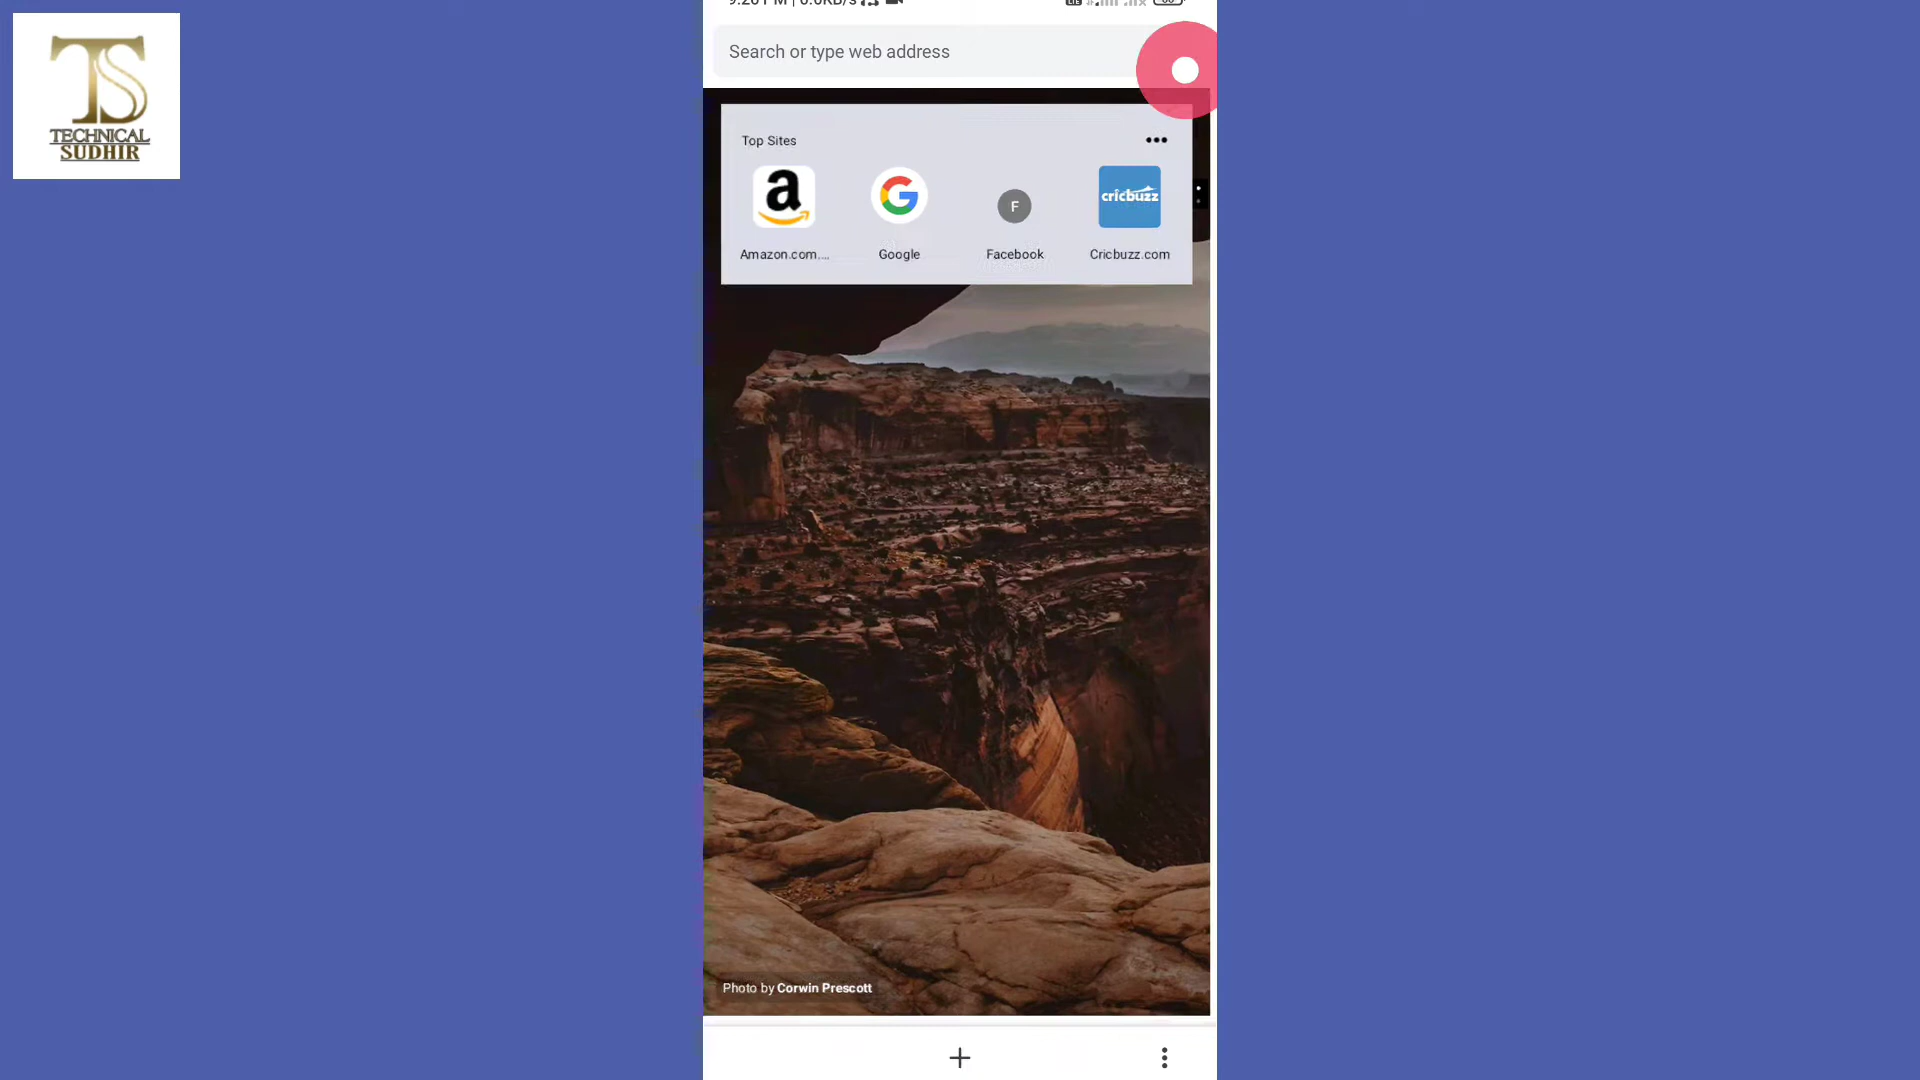 TS
TECHNICAL
SUDHIR
Search or type web address
Top Sites
a
G
F
cricbuzz
Amazon.com....
Google
Facebook
Cricbuzz.com
Photo by Corwin Prescott